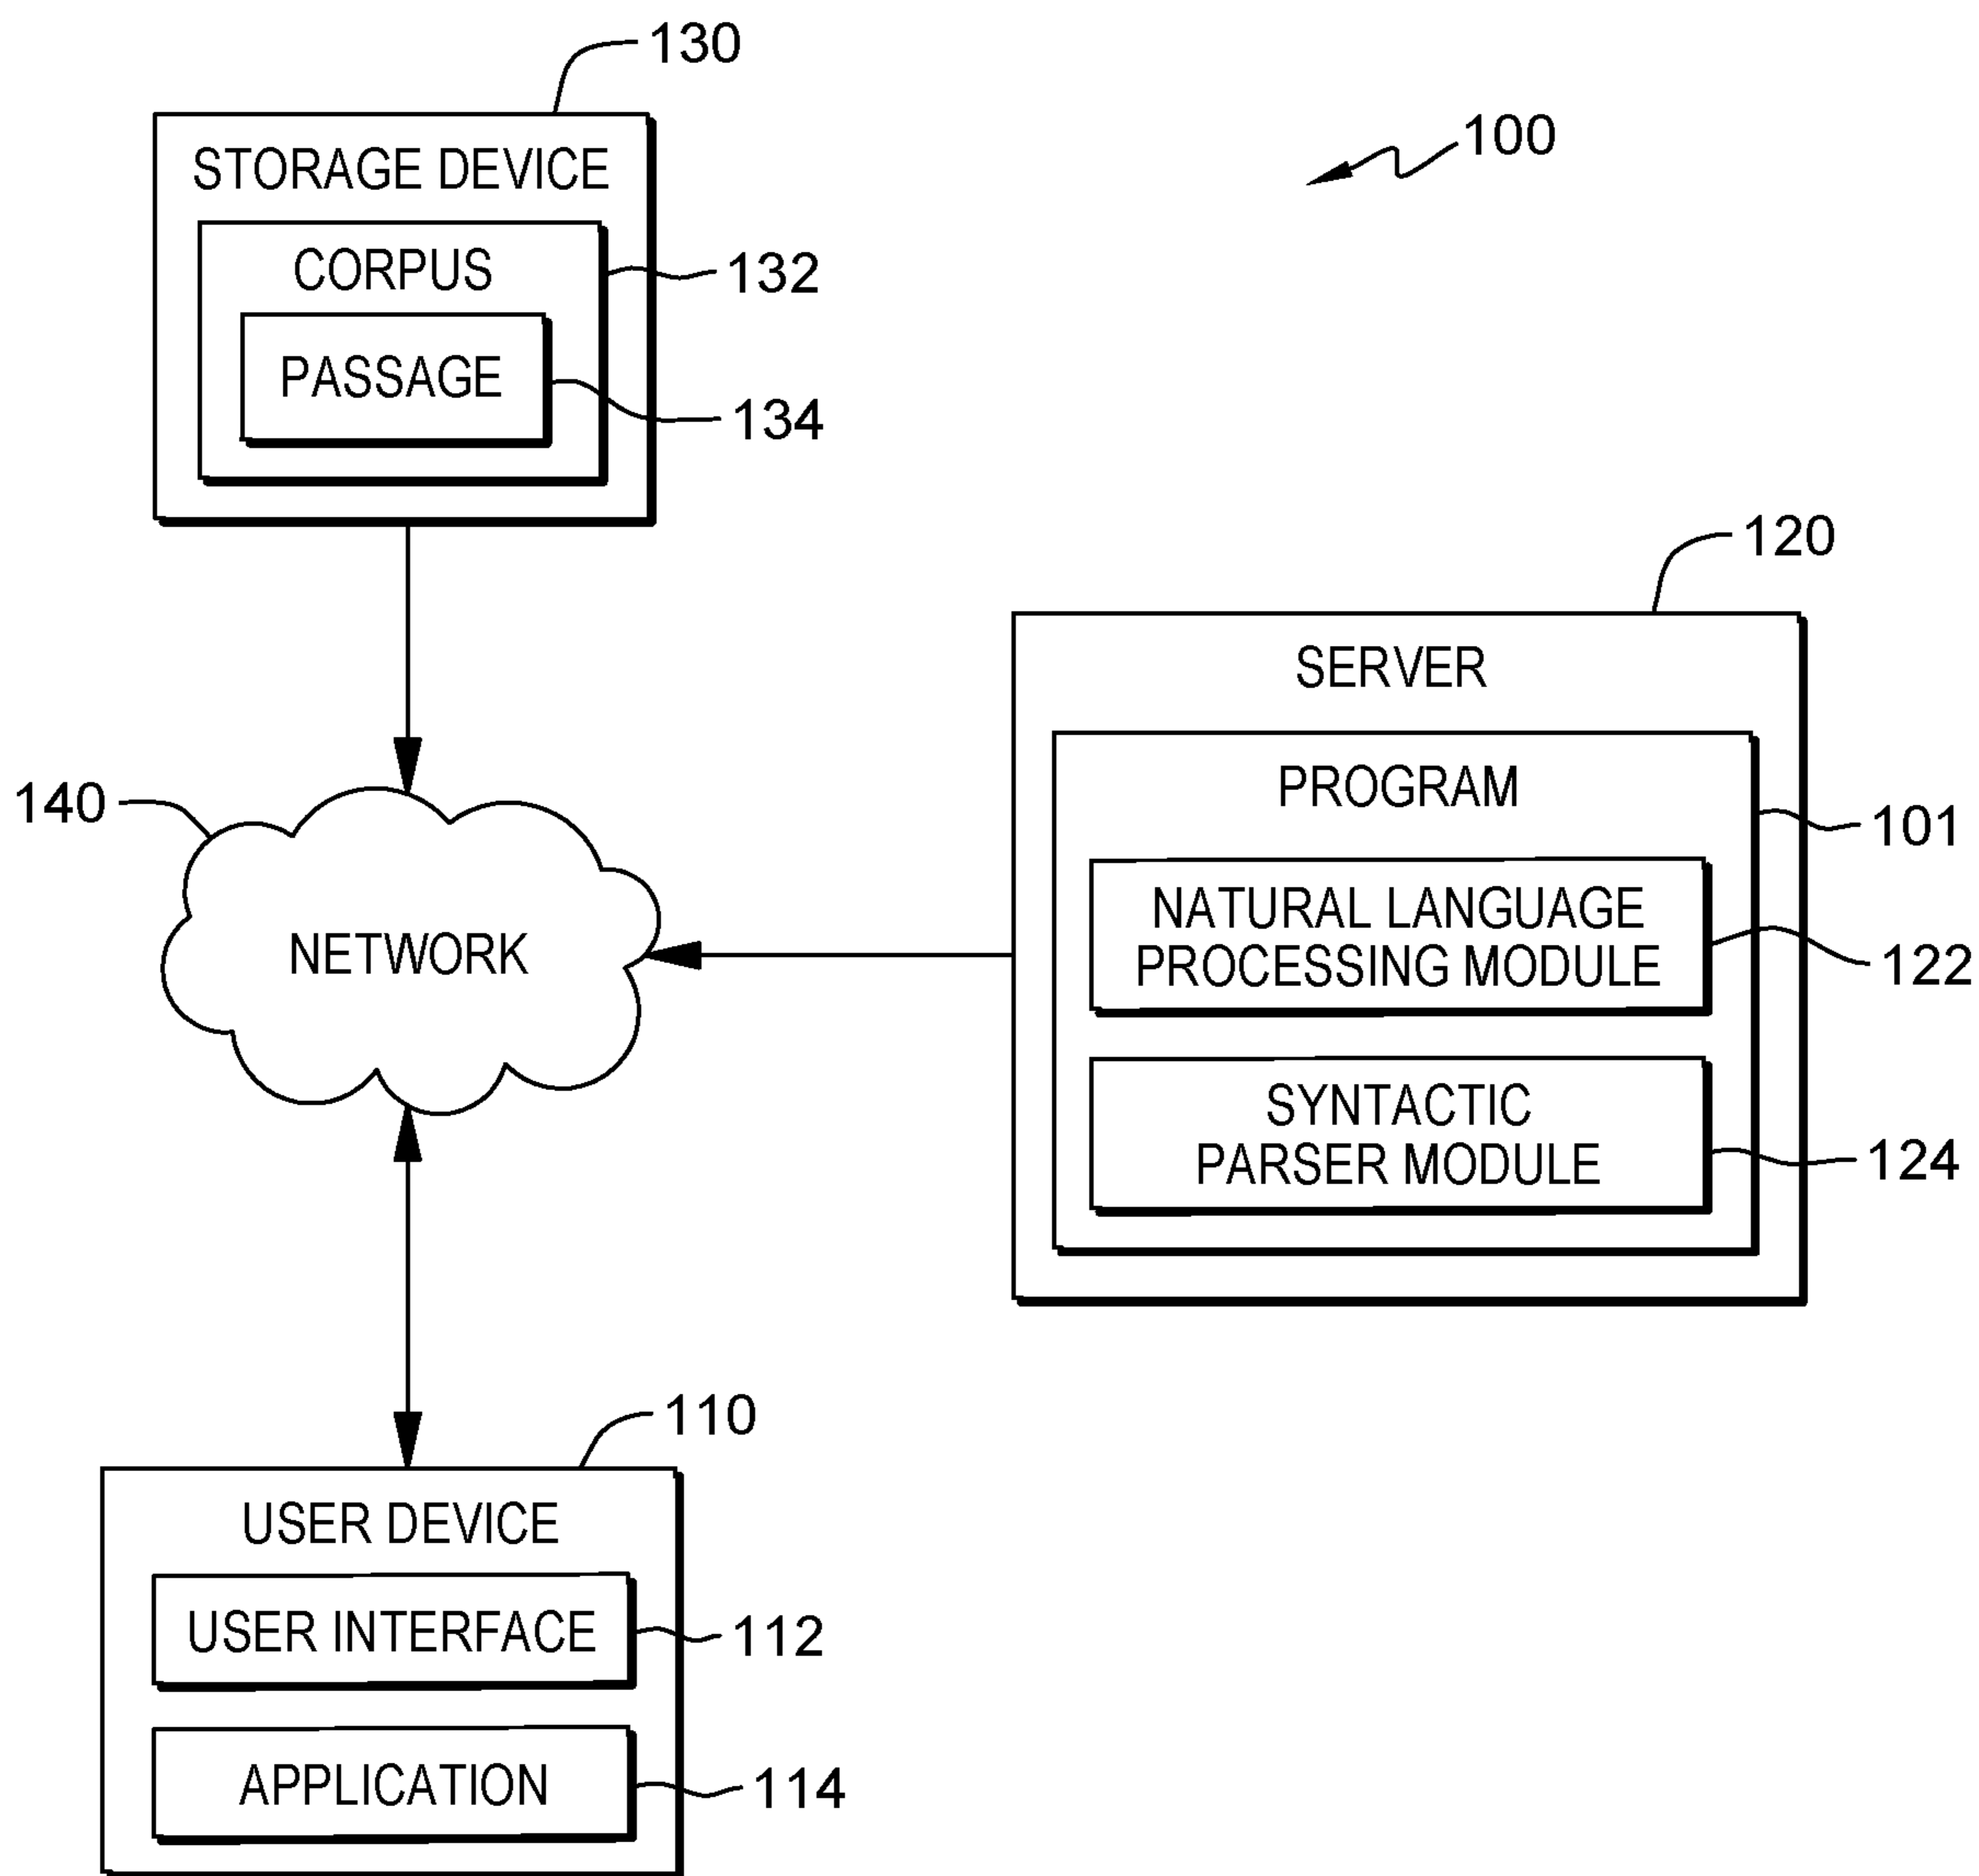 130
STORAGE DEVICE
100
CORPUS
132
PASSAGE
134
120
SERVER
PROGRAM
140
101
NATURAL LANGUAGE
PROCESSING MODULE
122
NETWORK
SYNTACTIC
PARSER MODULE
124
110
USER DEVICE
USER INTERFACE
112
APPLICATION
114